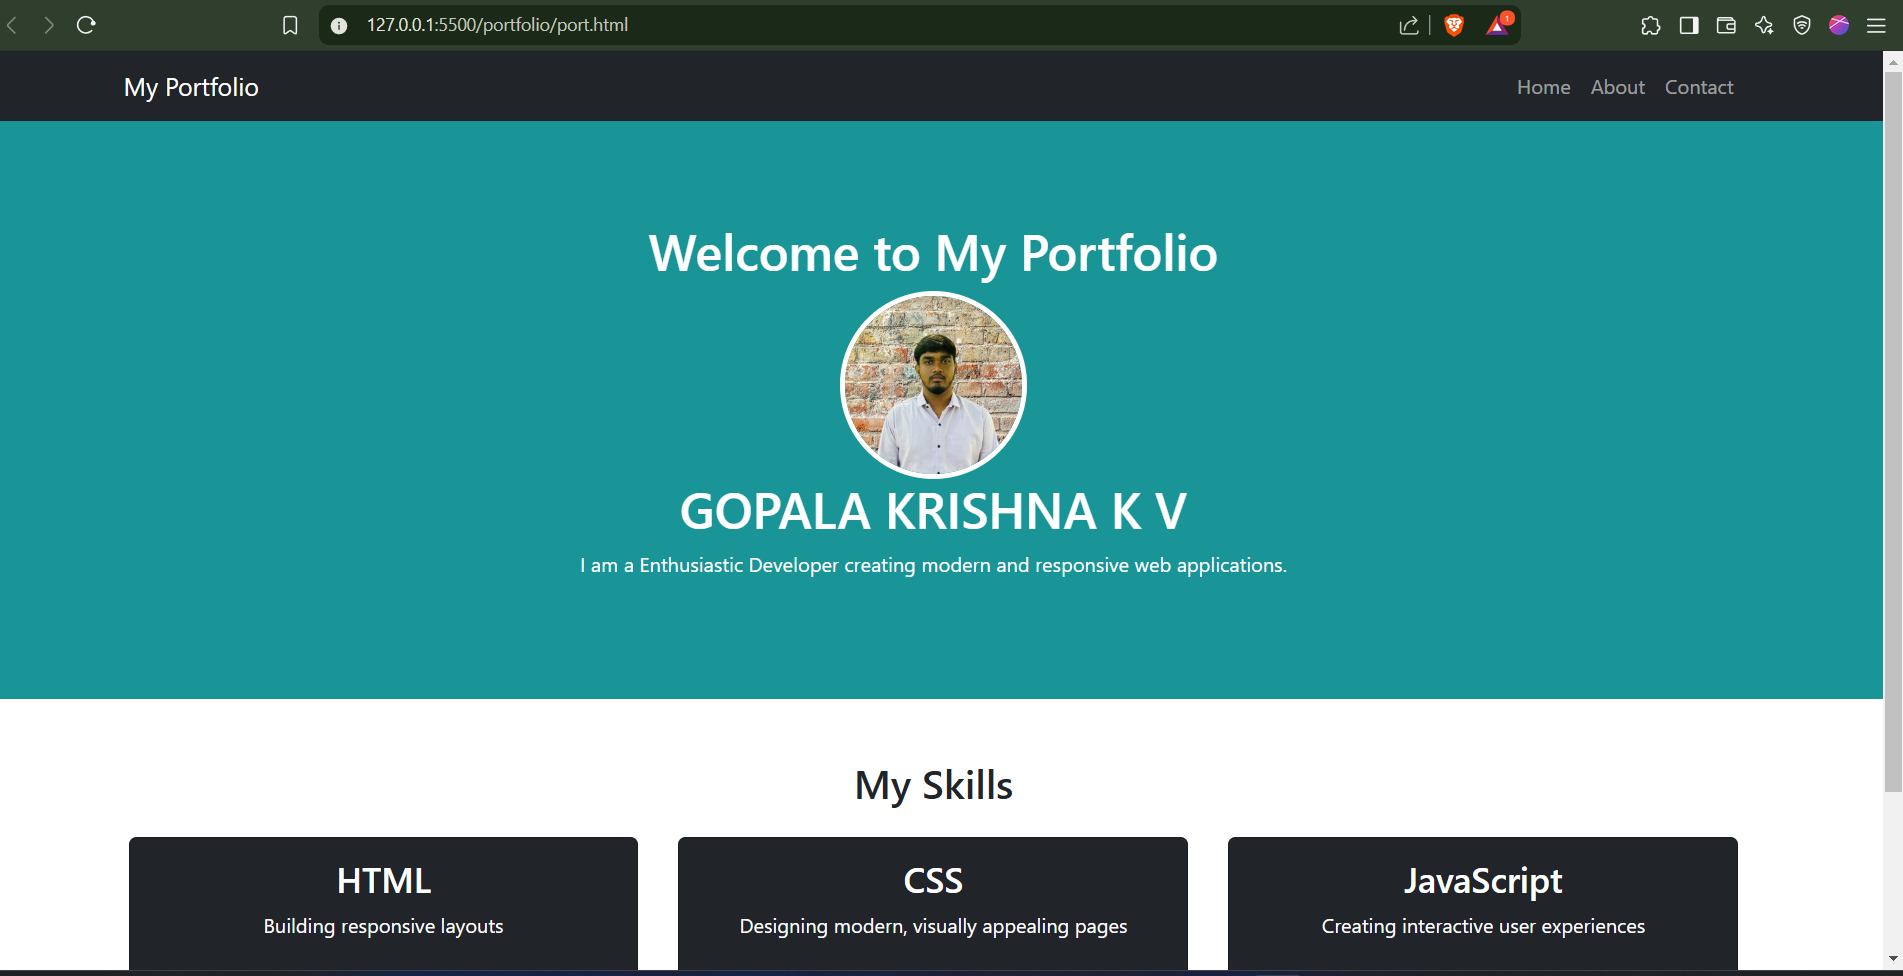 127.0.0.1:5500/portfolio/port.html
1
My Portfolio
Home About Contact
Welcome to My Portfolio
GOPALA KRISHNA K V
I am a Enthusiastic Developer creating modern and responsive web applications.
My Skills
HTML
Building responsive layouts
CSS
Designing modern, visually appealing pages
JavaScript
Creating interactive user experiences